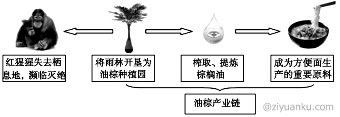 红猩猩失去栖
息地，濒临灭绝
将雨林开垦为
油棕种植园
榨取、提炼
棕榈油
成为方便面生
产的重要原料
油棕产业链
@ziyuanku.com